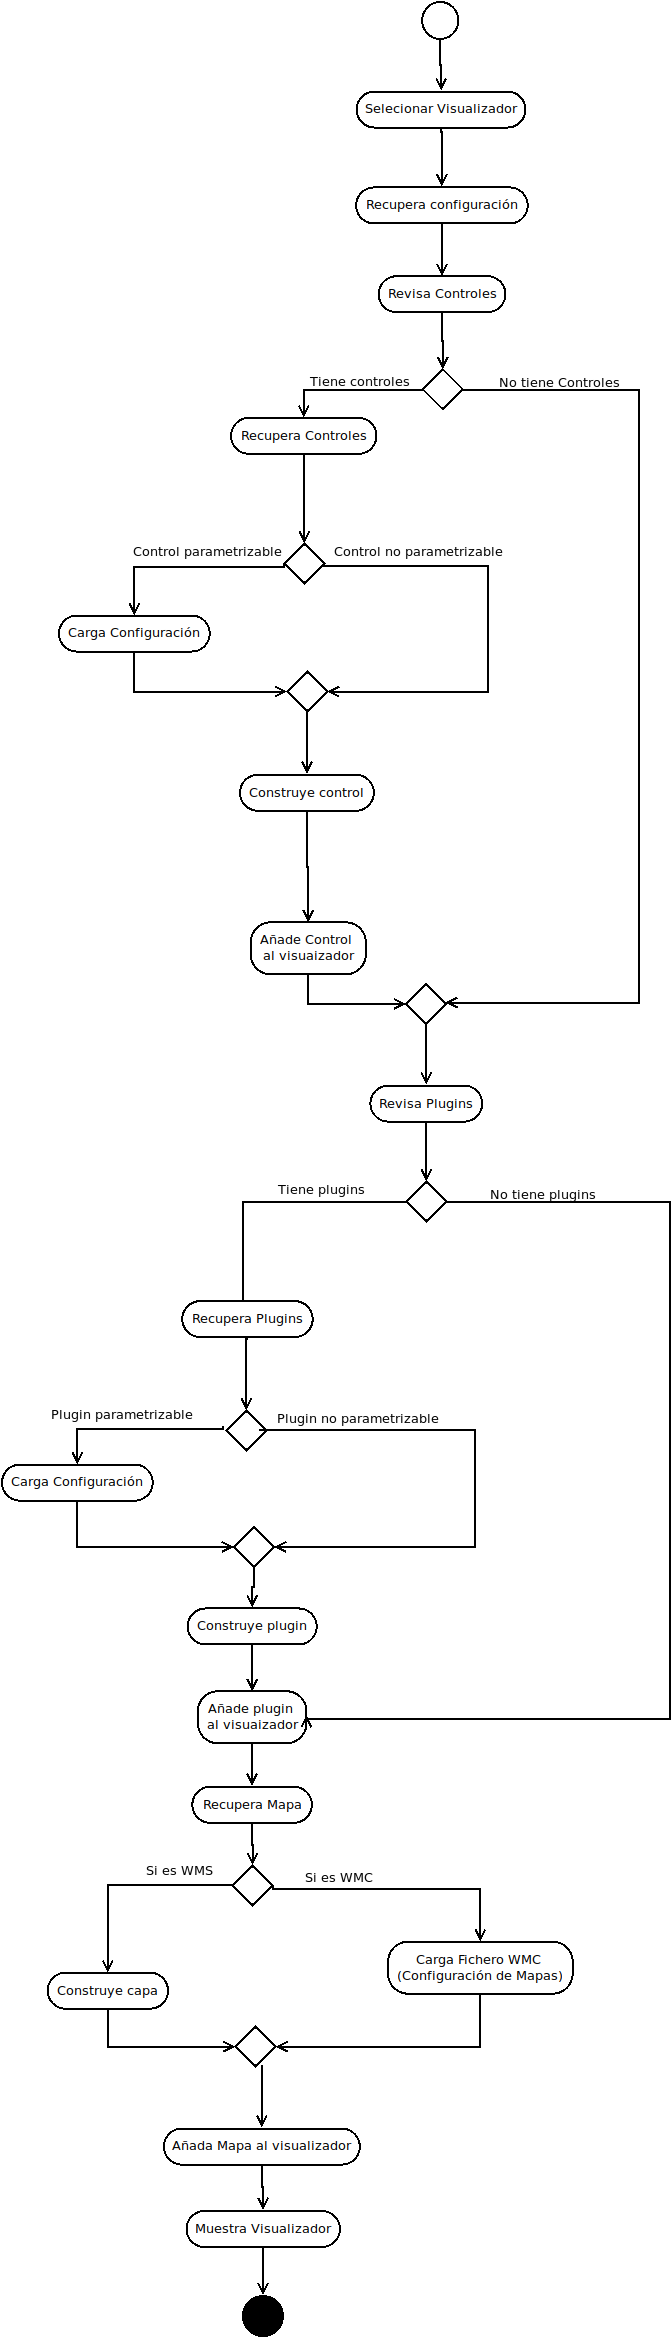 Selecionar Visualizador
Recupera configuración
Revisa Controles
Tiene controles
No tiene Controles
Recupera Controles
Control parametrizable
Control no parametrizable
Carga Configuración
Construye control
Añade Control
al visuaizador
Revisa Plugins
Tiene plugins
No tiene plugins
Recupera Plugins
Plugin parametrizable
Plugin no parametrizable
Carga Configuración
Construye plugin
Añade plugin
al visuaizador
Recupera Mapa
Si es WMS
Si es WMC
Carga Fichero WMC
(Configuración de Mapas)
Construye capa
Añada Mapa al visualizador
Muestra Visualizador